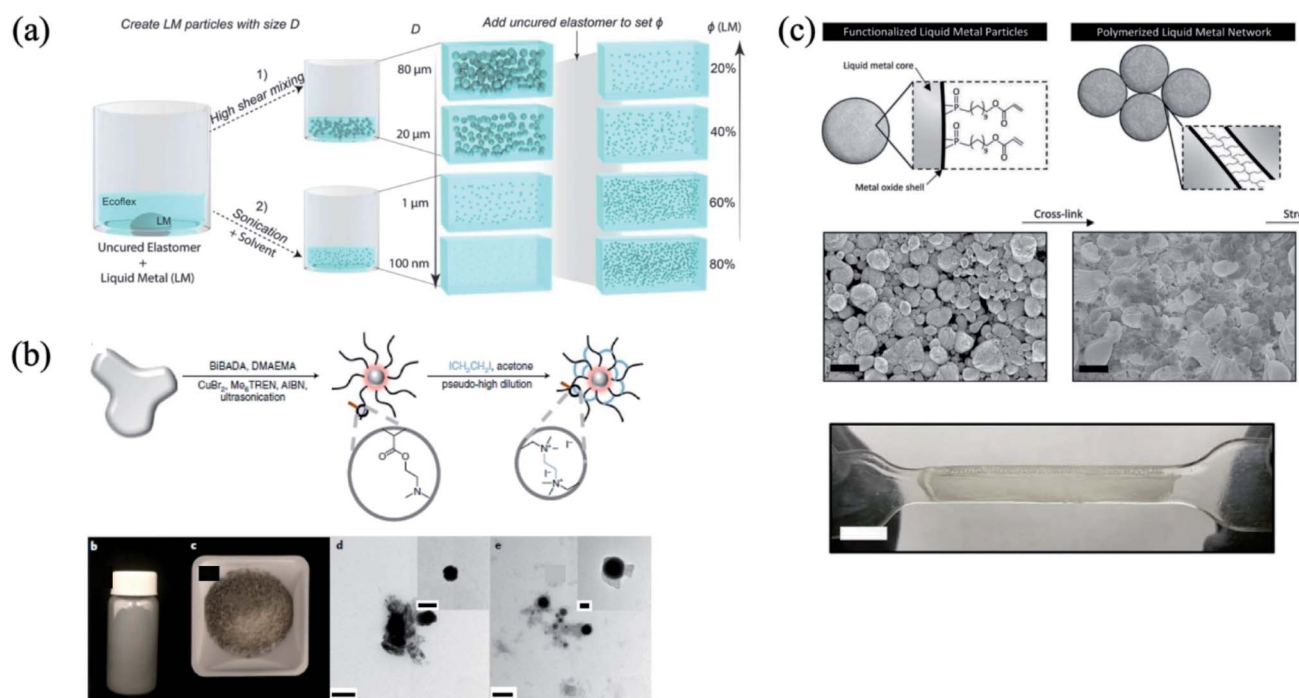 (a)
Create LM particles with size D
Add uncured elastomer to set ϕ
D
ϕ (LM)
1)
High shear mixing
80 μm
20%
20 μm
40%
Ecoflex
LM
2)
Sonication
+ Solvent
1 μm
60%
100 nm
80%
Uncured Elastomer
+
Liquid Metal (LM)
(b)
BiBADA, DMAEMA
CuBr₂, Me₆TREN, AIBN,
ultrasonication
ICH₂CH₂I, acetone
pseudo-high dilution
O
O
N
N⁺
I⁻
I⁻
N⁺
b
c
d
e
(c)
Functionalized Liquid Metal Particles
Polymerized Liquid Metal Network
Liquid metal core
O
P
9
O
O
O
P
9
O
O
Metal oxide shell
Cross-link
Stre